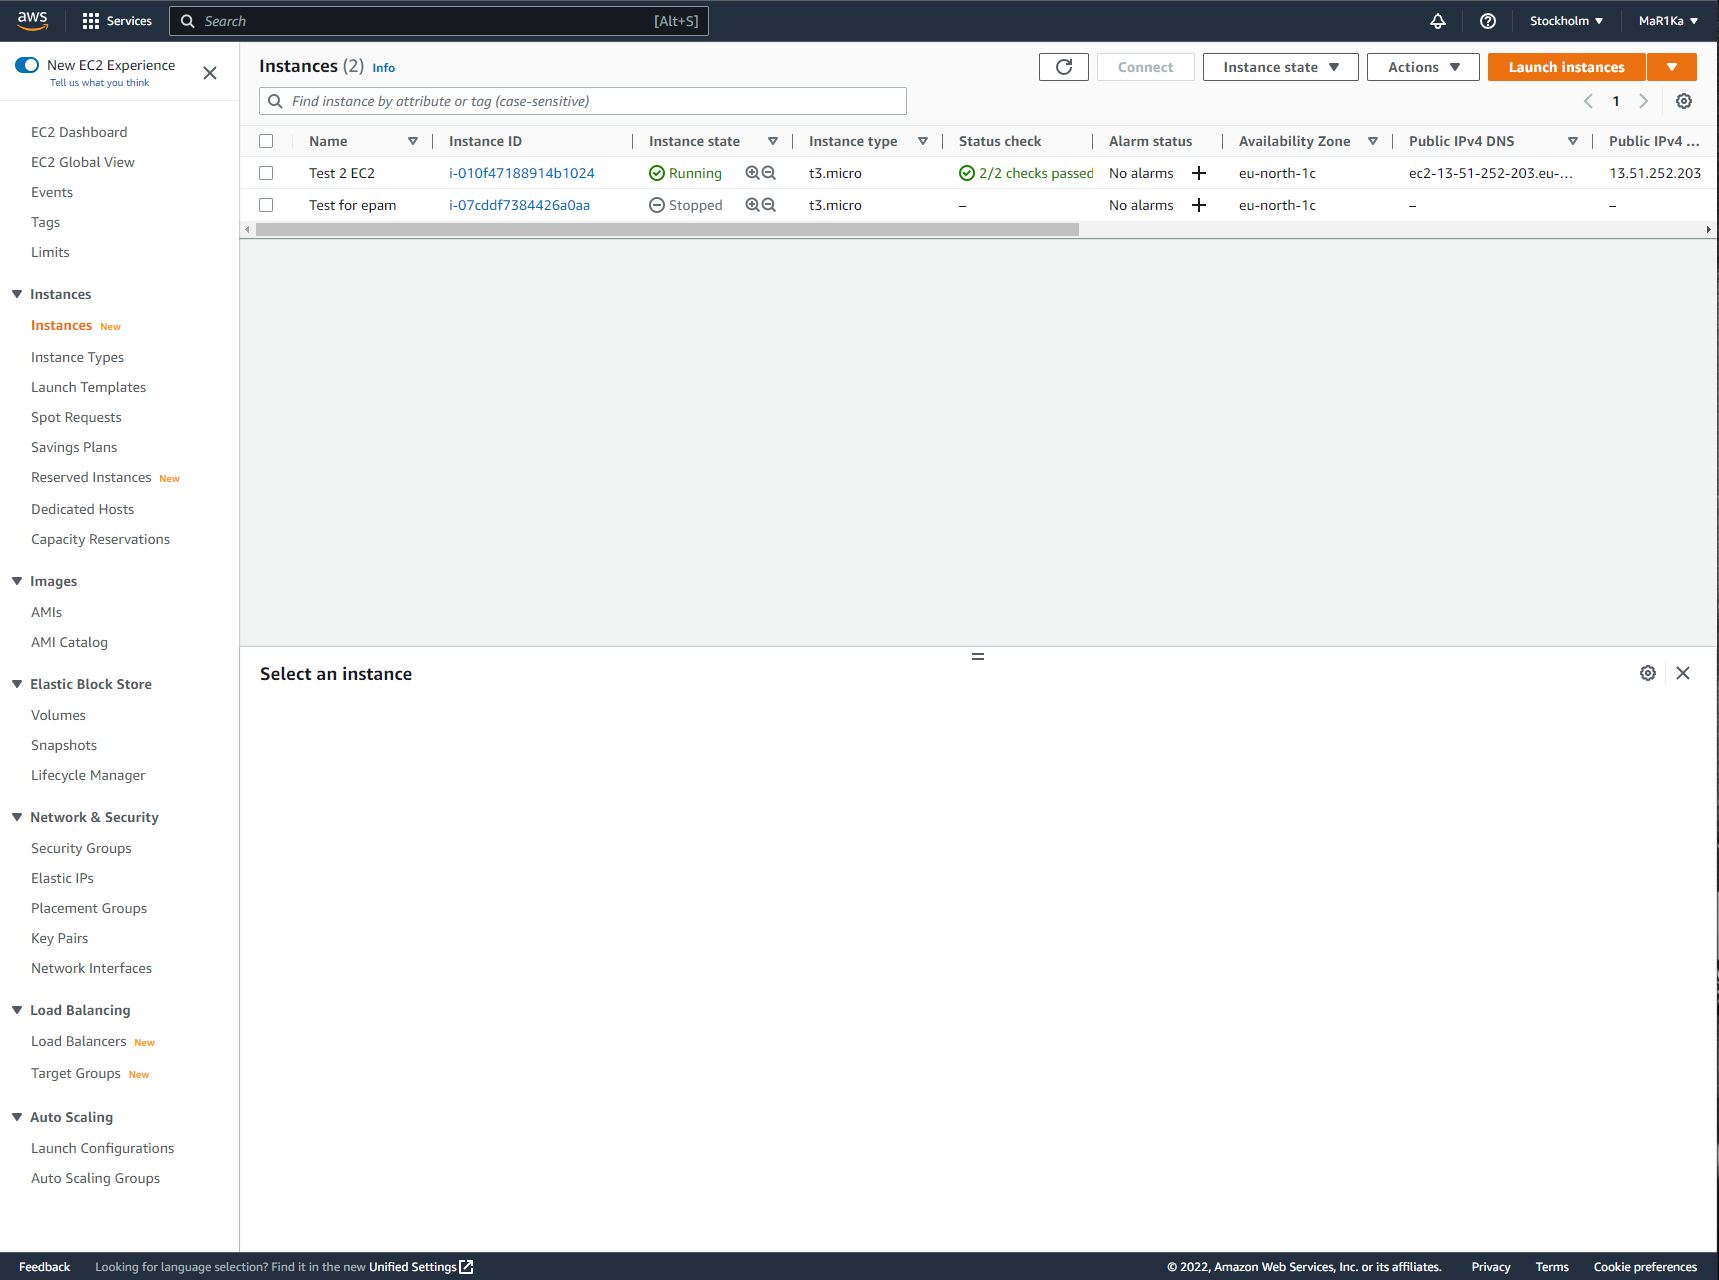 aws
Services
Search [Alt+S]
Stockholm
MaR1Ka
New EC2 Experience
Tell us what you think
EC2 Dashboard
EC2 Global View
Events
Tags
Limits
Instances
Instances New
Instance Types
Launch Templates
Spot Requests
Savings Plans
Reserved Instances New
Dedicated Hosts
Capacity Reservations
Images
AMIs
AMI Catalog
Elastic Block Store
Volumes
Snapshots
Lifecycle Manager
Network & Security
Security Groups
Elastic IPs
Placement Groups
Key Pairs
Network Interfaces
Load Balancing
Load Balancers New
Target Groups New
Auto Scaling
Launch Configurations
Auto Scaling Groups
Instances (2) Info
Connect
Instance state
Actions
Launch instances
Find instance by attribute or tag (case-sensitive)
1
Name Instance ID Instance state Instance type Status check Alarm status Availability Zone Public IPv4 DNS Public IPv4 ...
Test 2 EC2 i-010f47188914b1024 Running t3.micro 2/2 checks passed No alarms + eu-north-1c ec2-13-51-252-203.eu-... 13.51.252.203
Test for epam i-07cddf7384426a0aa Stopped t3.micro – No alarms + eu-north-1c – –
Select an instance
Feedback Looking for language selection? Find it in the new Unified Settings
© 2022, Amazon Web Services, Inc. or its affiliates. Privacy Terms Cookie preferences